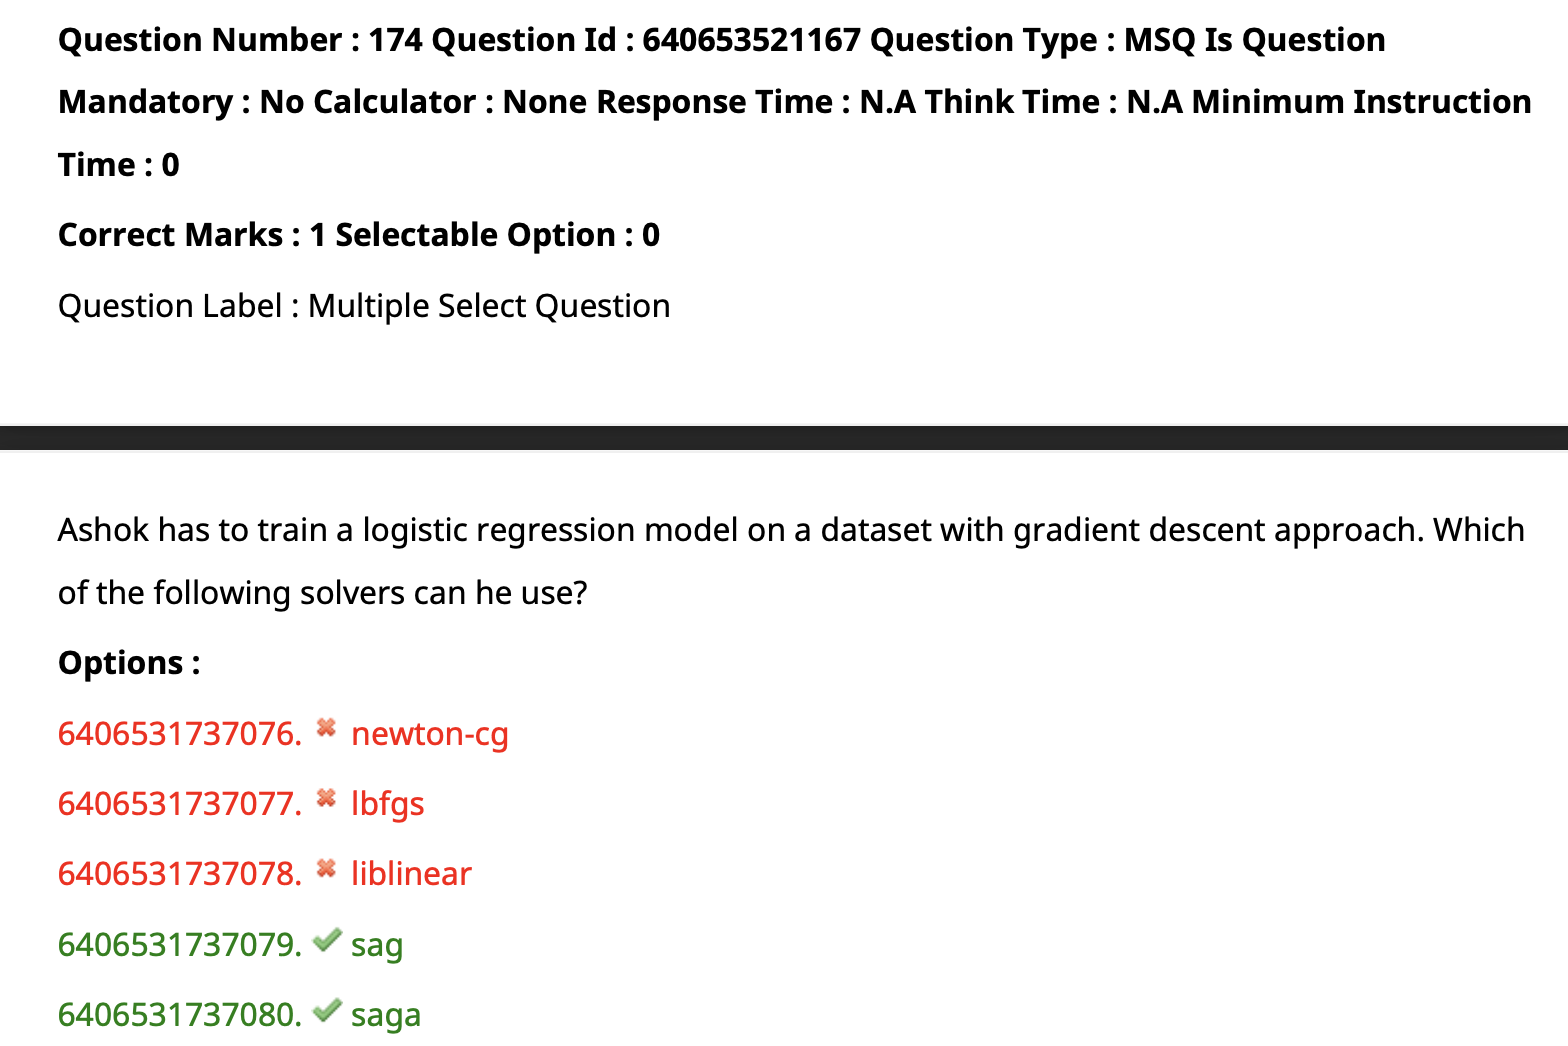 Question Number : 174 Question Id : 640653521167 Question Type : MSQ Is Question
Mandatory : No Calculator : None Response Time : N.A Think Time : N.A Minimum Instruction
Time : 0
Correct Marks : 1 Selectable Option : 0
Question Label : Multiple Select Question
Ashok has to train a logistic regression model on a dataset with gradient descent approach. Which
of the following solvers can he use?
Options :
6406531737076. ✖ newton-cg
6406531737077. ✖ lbfgs
6406531737078. ✖ liblinear
6406531737079. ✔ sag
6406531737080. ✔ saga